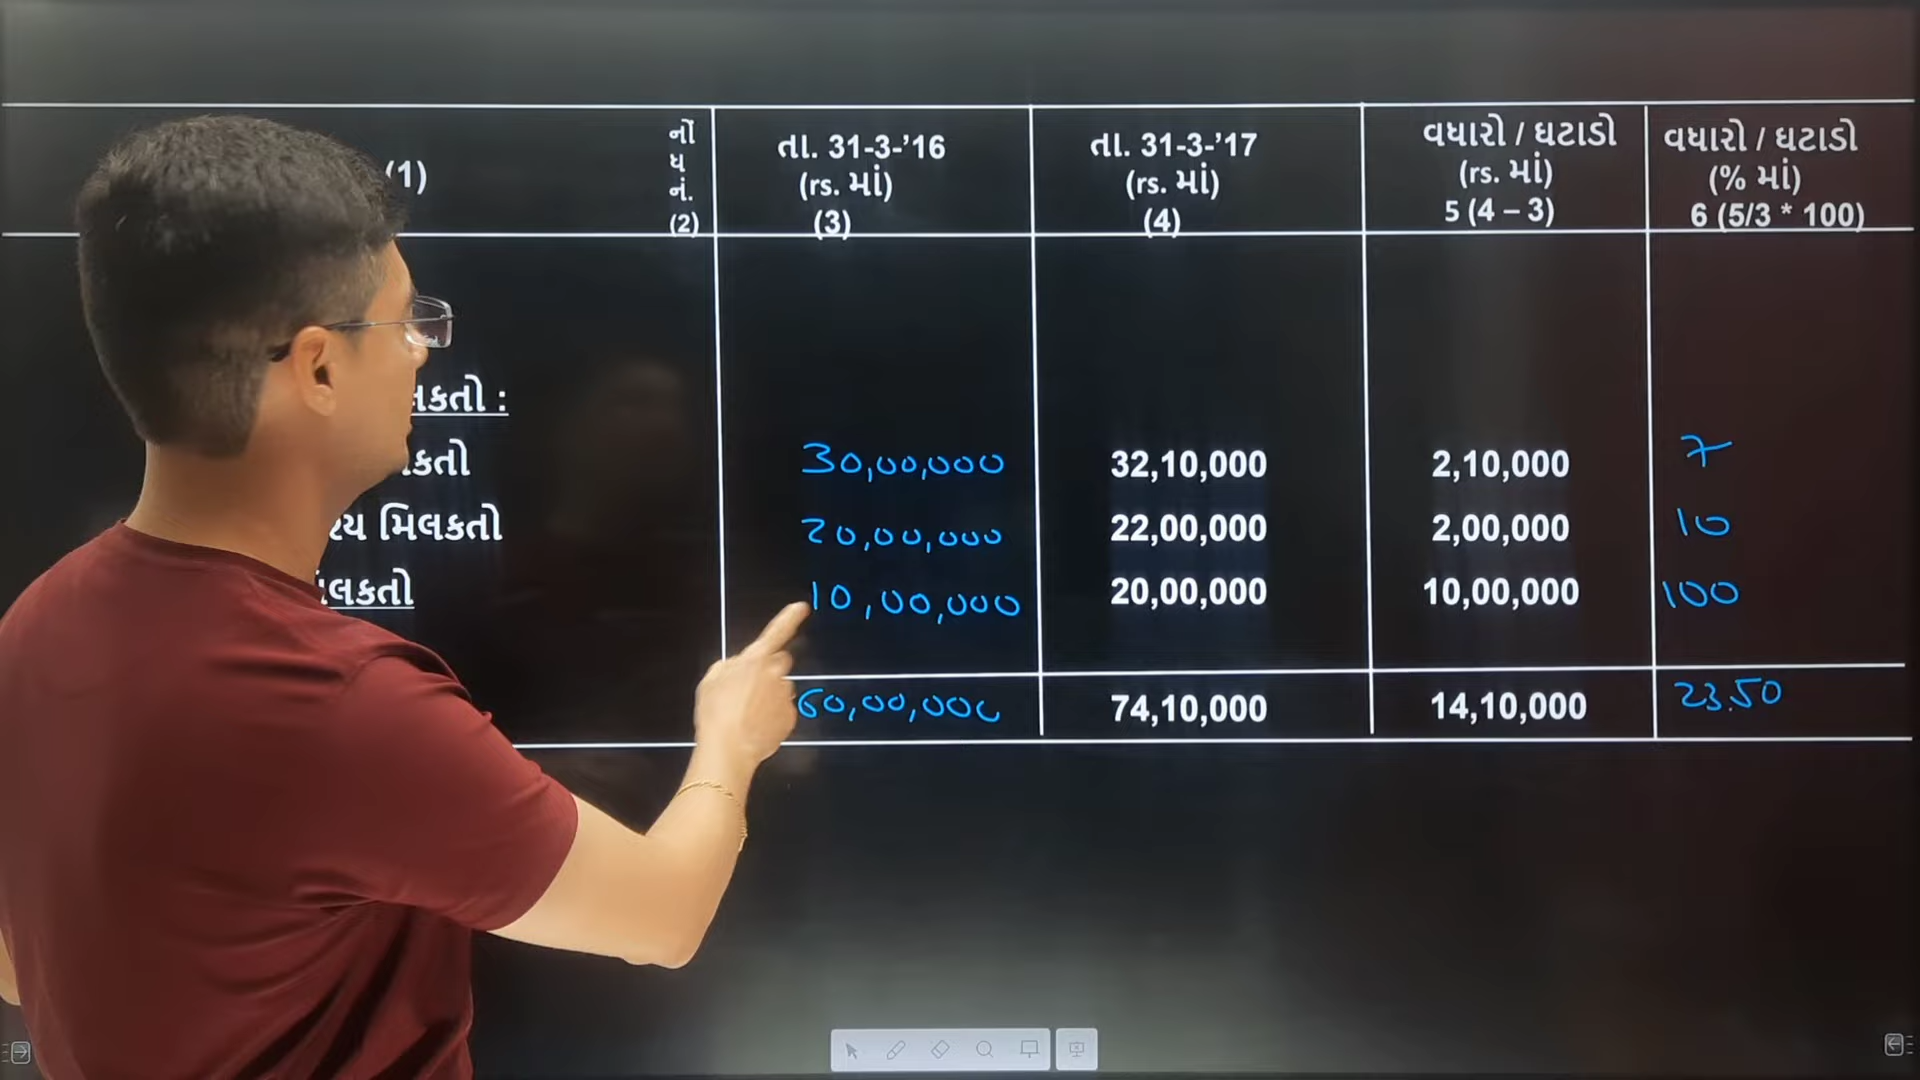 (1)
નોં
ધ
નં.
(2)
તા. 31-3-’16
(rs. માં)
(3)
તા. 31-3-’17
(rs. માં)
(4)
વધારો / ઘટાડો
(rs. માં)
5 (4 – 3)
વધારો / ઘટાડો
(% માં)
6 (5/3 * 100)
30,00,000 32,10,000 2,10,000 7
મિલકતો 20,00,000 22,00,000 2,00,000 10
10,00,000 20,00,000 10,00,000 100
60,00,000 74,10,000 14,10,000 23.50